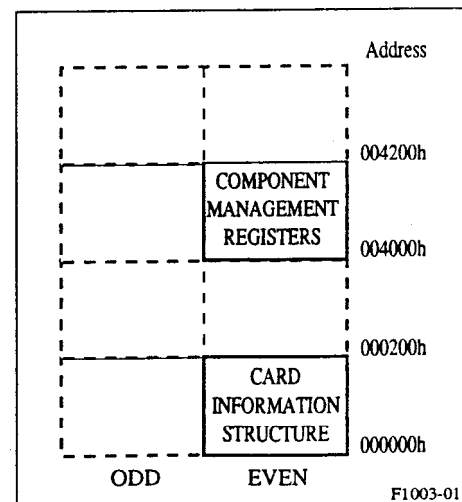 Address
004200h
COMPONENT
MANAGEMENT
REGISTERS
004000h
000200h
CARD
INFORMATION
STRUCTURE
000000h
ODD EVEN
F1003-01